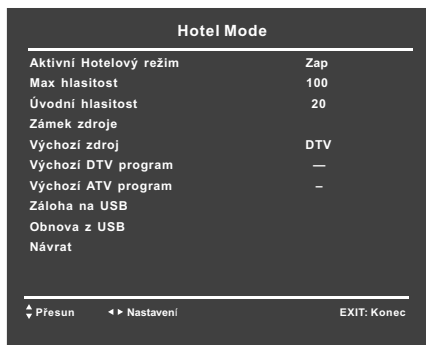 Hotel Mode
Aktivní Hotelový režim Zap
Max hlasitost 100
Úvodní hlasitost 20
Zámek zdroje
Výchozí zdroj DTV
Výchozí DTV program —
Výchozí ATV program –
Záloha na USB
Obnova z USB
Návrat
Přesun Nastavení EXIT: Konec